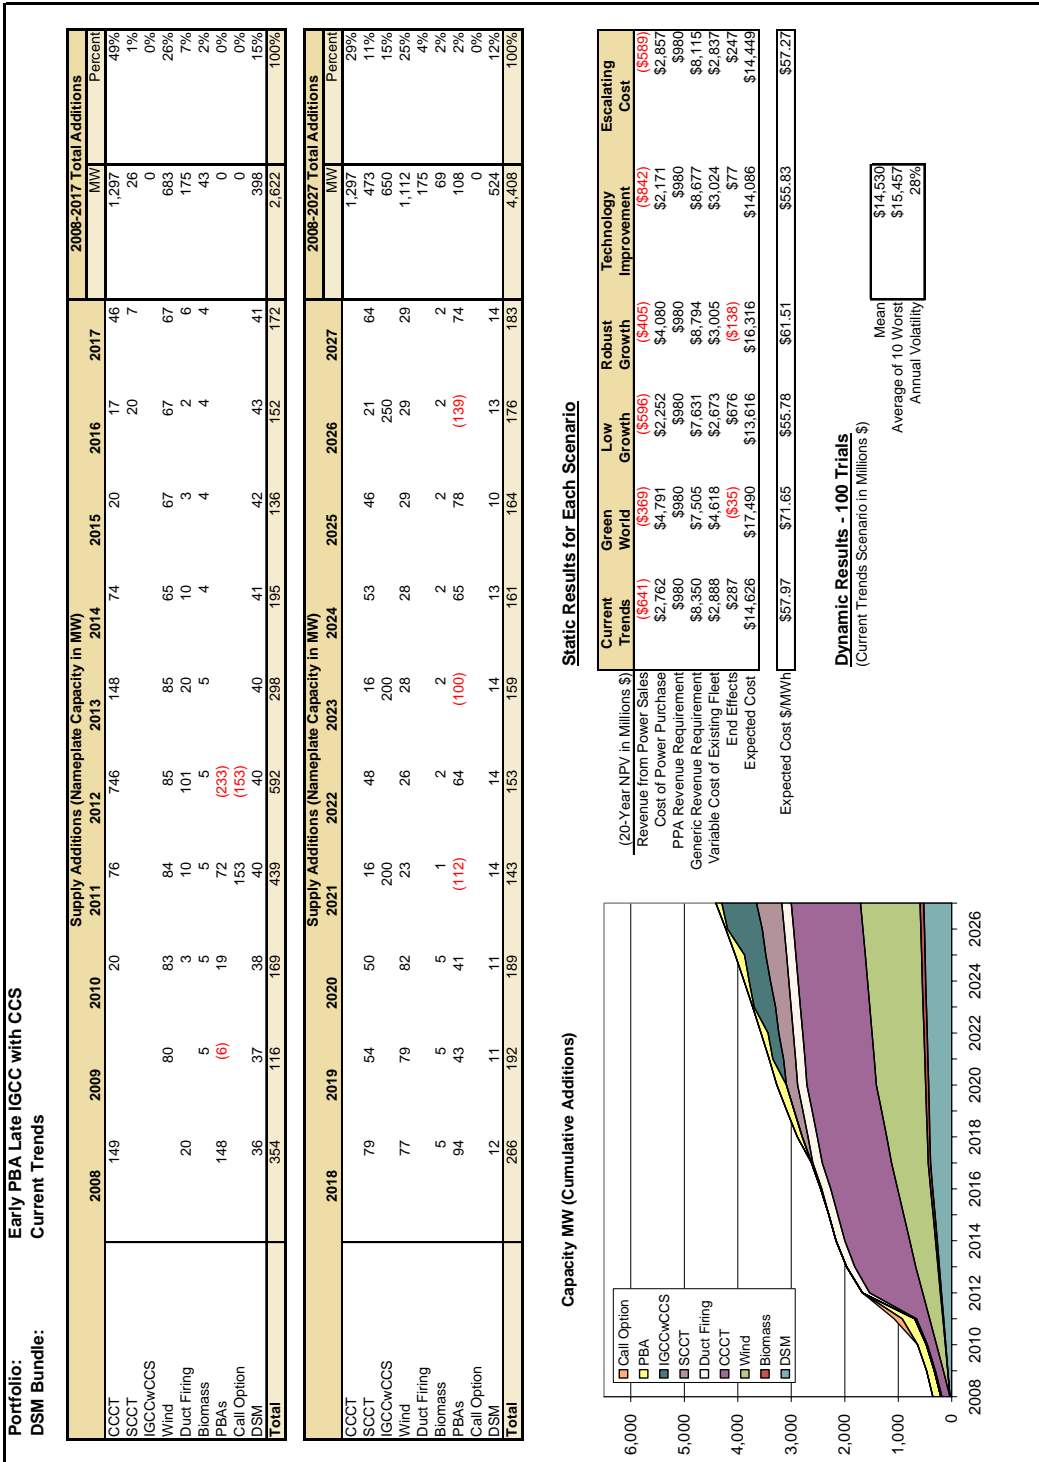 Portfolio: Early PBA Late IGCC with CCS
DSM Bundle: Current Trends
Supply Additions (Nameplate Capacity in MW) 2008-2017 Total Additions
2008 2009 2010 2011 2012 2013 2014 2015 2016 2017 MW Percent
CCCT 149 20 76 746 148 74 20 17 46 1,297 49%
SCCT 20 7 26 1%
IGCCwCCS 0 0%
Wind 80 83 84 85 85 65 67 67 67 683 26%
Duct Firing 20 3 10 101 20 10 3 2 6 175 7%
Biomass 5 5 5 5 5 4 4 4 4 43 2%
PBAs 148 (6) 19 72 (233) 0 0%
Call Option 153 (153) 0 0%
DSM 36 37 38 40 40 40 41 42 43 41 398 15%
Total 354 116 169 439 592 298 195 136 152 172 2,622 100%
Supply Additions (Nameplate Capacity in MW) 2008-2027 Total Additions
2018 2019 2020 2021 2022 2023 2024 2025 2026 2027 MW Percent
CCCT 1,297 29%
SCCT 79 54 50 16 48 16 53 46 21 64 473 11%
IGCCwCCS 200 200 250 650 15%
Wind 77 79 82 23 26 28 28 29 29 29 1,112 25%
Duct Firing 175 4%
Biomass 5 5 5 1 2 2 2 2 2 2 69 2%
PBAs 94 43 41 (112) 64 (100) 65 78 (139) 74 108 2%
Call Option 0 0%
DSM 12 11 11 14 14 14 13 10 13 14 524 12%
Total 266 192 189 143 153 159 161 164 176 183 4,408 100%
Capacity MW (Cumulative Additions)
6,000
5,000
4,000
3,000
2,000
1,000
0
Call Option
PBA
IGCCwCCS
SCCT
Duct Firing
CCCT
Wind
Biomass
DSM
2008 2010 2012 2014 2016 2018 2020 2022 2024 2026
Static Results for Each Scenario
(20-Year NPV in Millions $) Current Trends Green World Low Growth Robust Growth Technology Improvement Escalating Cost
Revenue from Power Sales ($641) ($369) ($596) ($405) ($842) ($589)
Cost of Power Purchase $2,762 $4,791 $2,252 $4,080 $2,171 $2,857
PPA Revenue Requirement $980 $980 $980 $980 $980 $980
Generic Revenue Requirement $8,350 $7,505 $7,631 $8,794 $8,677 $8,115
Variable Cost of Existing Fleet $2,888 $4,618 $2,673 $3,005 $3,024 $2,837
End Effects $287 ($35) $676 ($138) $77 $247
Expected Cost $14,626 $17,490 $13,616 $16,316 $14,086 $14,449
Expected Cost $/MWh $57.97 $71.65 $55.78 $61.51 $55.83 $57.27
Dynamic Results - 100 Trials
(Current Trends Scenario in Millions $)
Mean $14,530
Average of 10 Worst $15,457
Annual Volatility 28%